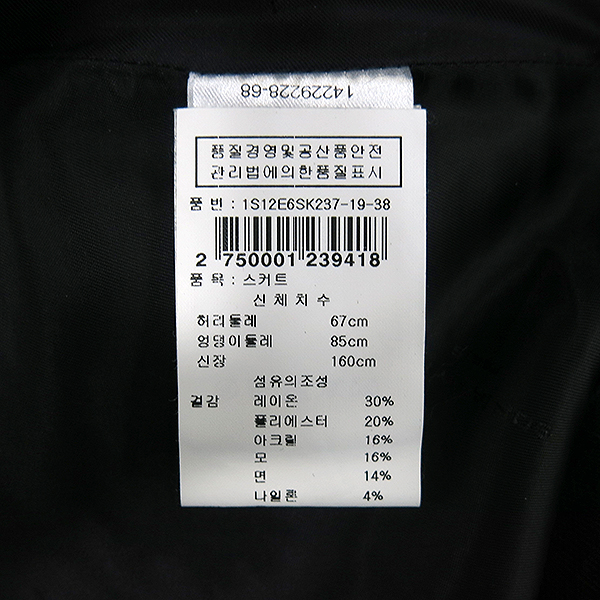 14229228-68
품질경영및공산품안전
관리법에의한품질표시
품 번 : 1S12E6SK237-19-38
2 750001 239418
품 목 : 스커트
신 체 치 수
허리둘레 67cm
엉덩이둘레 85cm
신장 160cm
섬유의조성
겉감 레이온 30%
폴리에스터 20%
아크릴 16%
모 16%
면 14%
나일론 4%